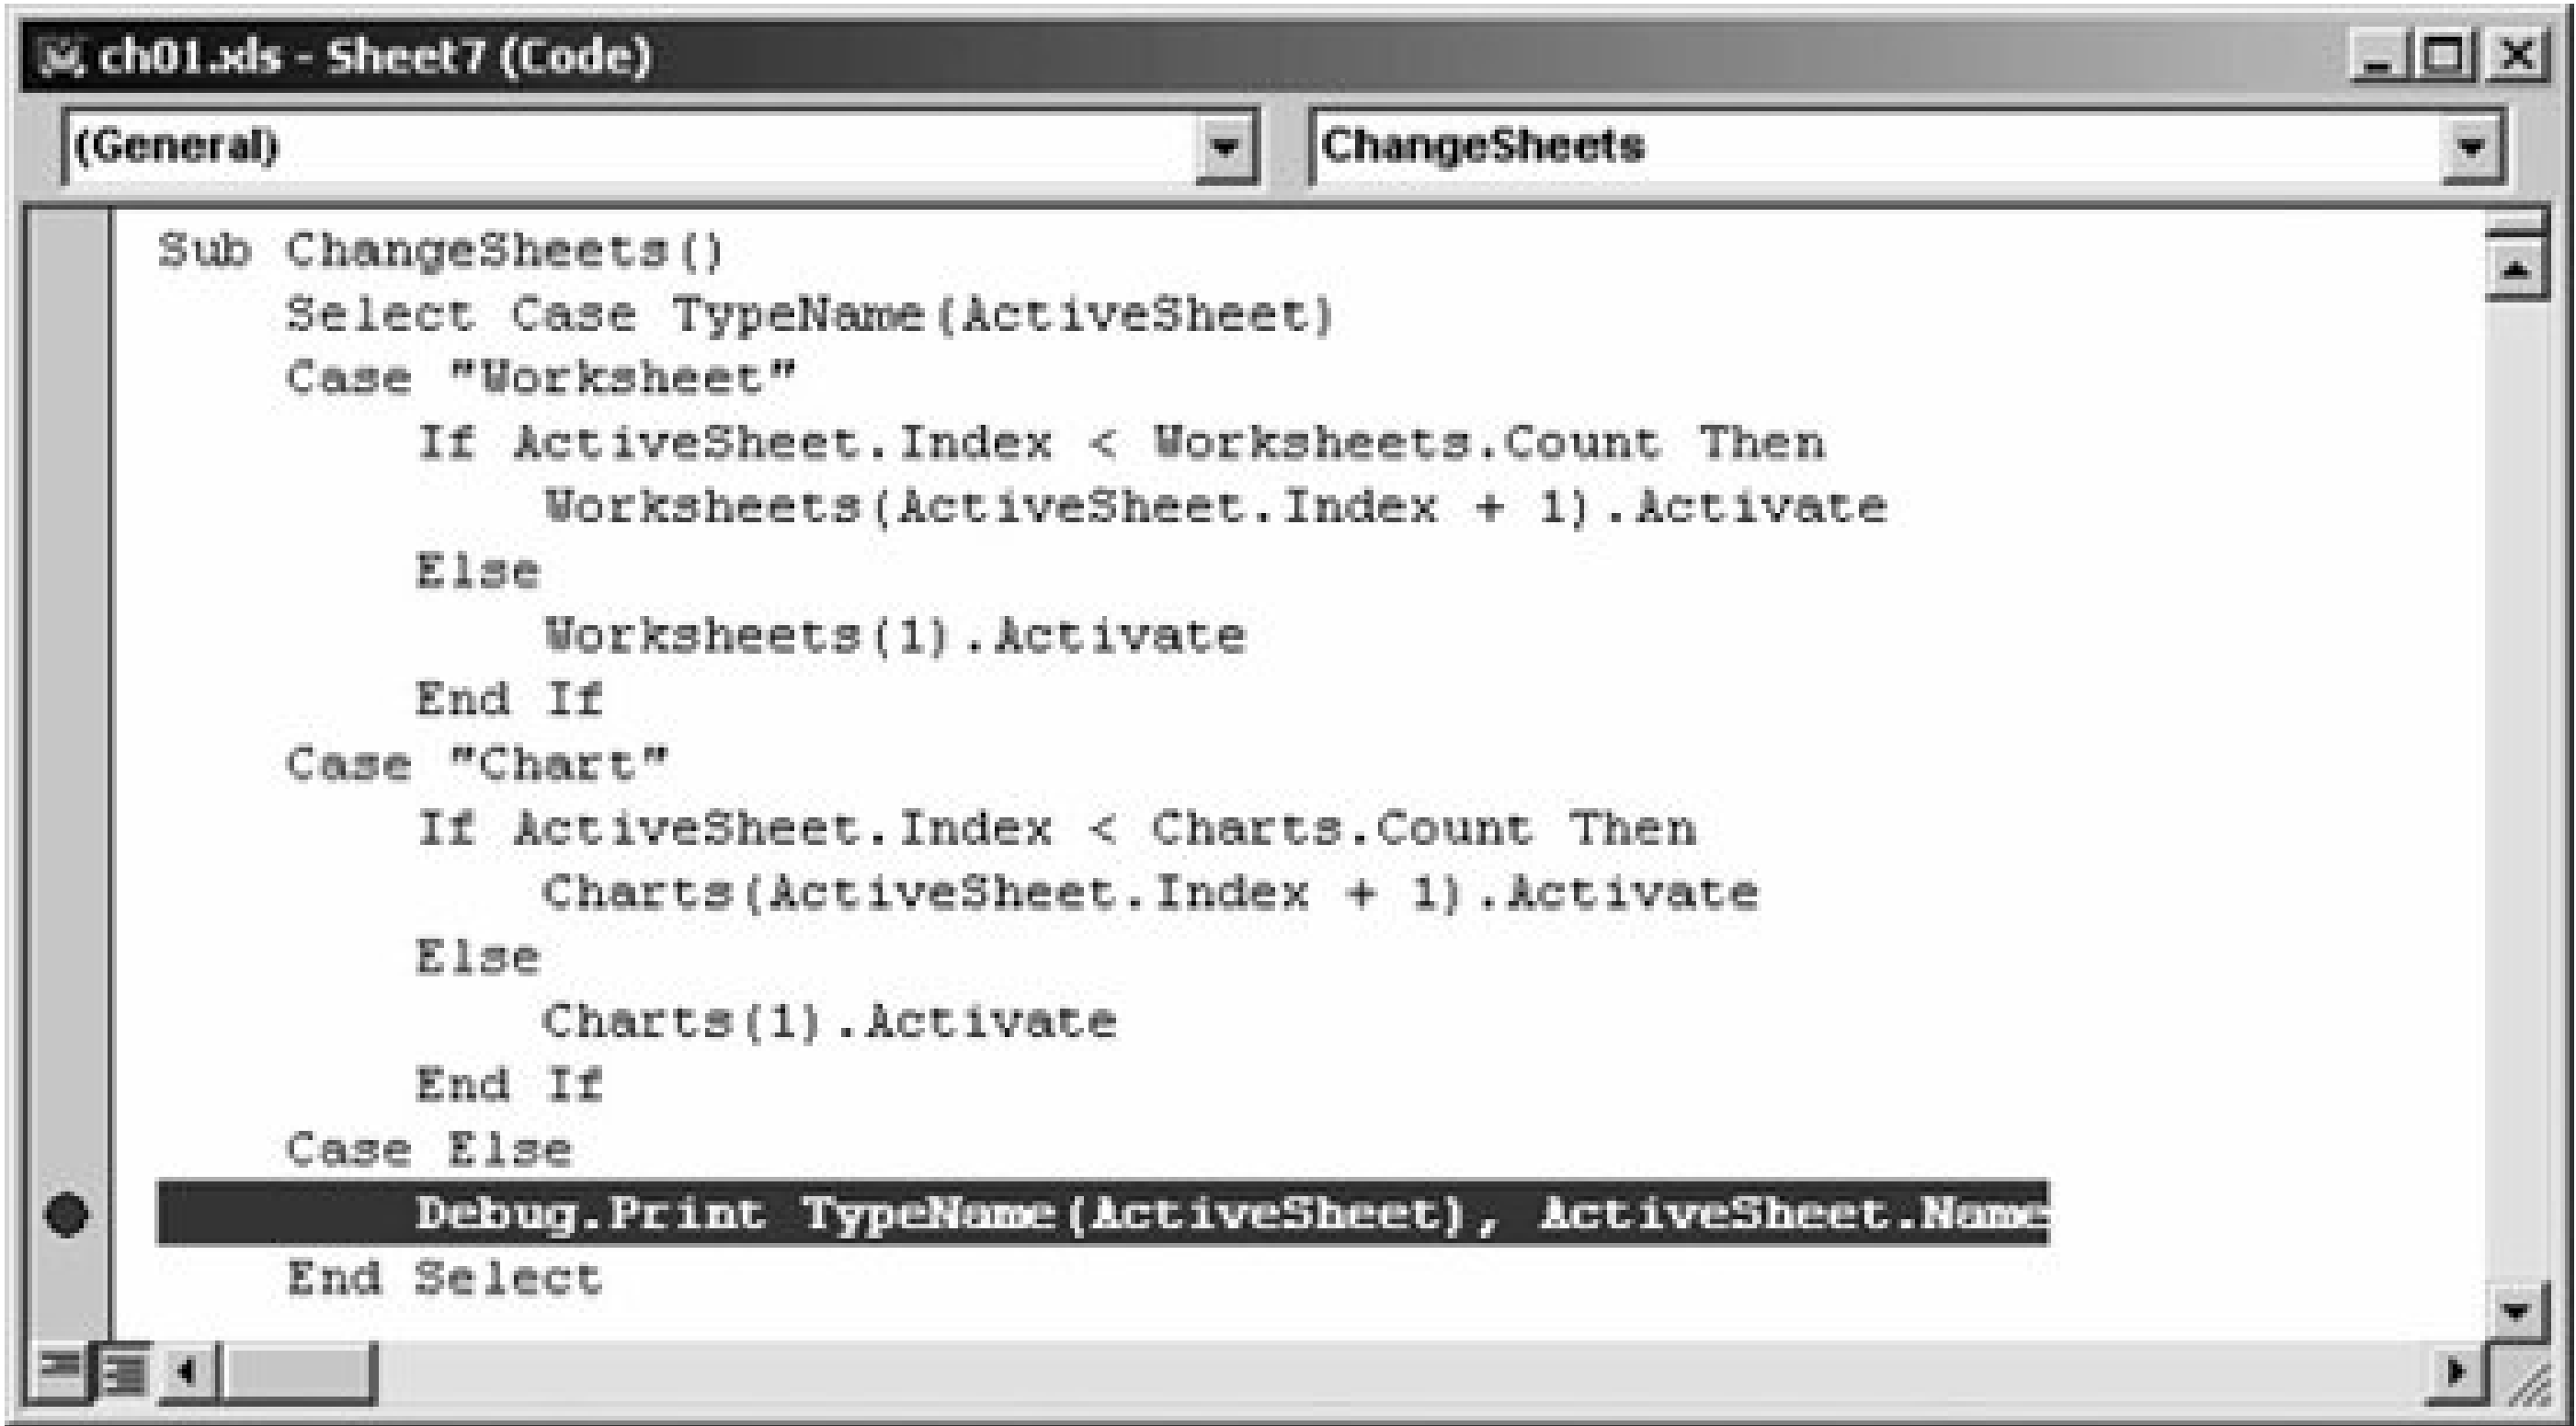 ch01.xls - Sheet7 (Code)
(General) ChangeSheets
Sub ChangeSheets()
    Select Case TypeName(ActiveSheet)
    Case "Worksheet"
        If ActiveSheet.Index < Worksheets.Count Then
            Worksheets(ActiveSheet.Index + 1).Activate
        Else
            Worksheets(1).Activate
        End If
    Case "Chart"
        If ActiveSheet.Index < Charts.Count Then
            Charts(ActiveSheet.Index + 1).Activate
        Else
            Charts(1).Activate
        End If
    Case Else
        Debug.Print TypeName(ActiveSheet), ActiveSheet.Name
    End Select